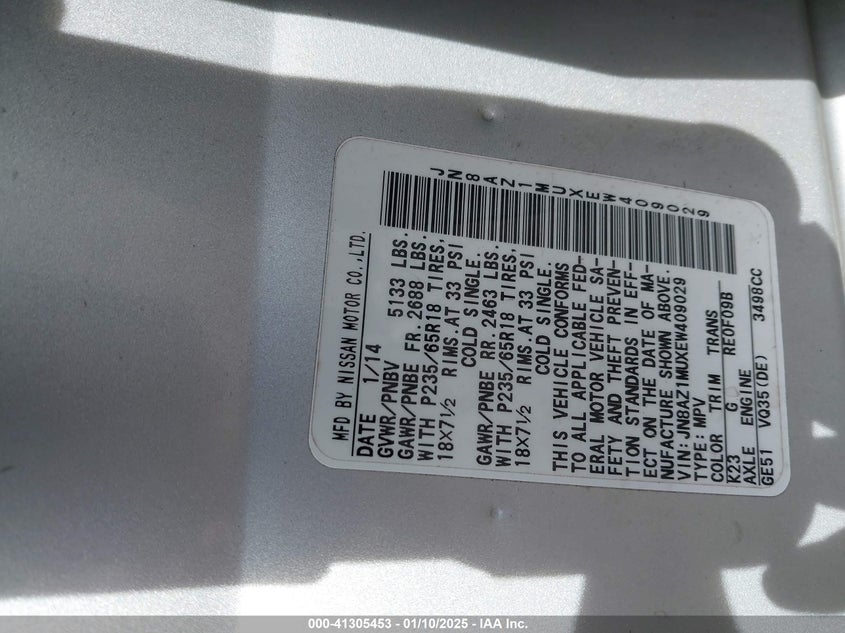 MFD BY NISSAN MOTOR CO.,LTD.
DATE 1/14
GVWR/PNBV 5133 LBS.
GAWR/PNBE FR. 2688 LBS.
WITH P235/65R18 TIRES,
18X7½ RIMS.AT 33 PSI
COLD SINGLE.
GAWR/PNBE RR. 2463 LBS.
WITH P235/65R18 TIRES,
18X7½ RIMS.AT 33 PSI
COLD SINGLE.
JN8AZ1MUXEW409029
THIS VEHICLE CONFORMS
TO ALL APPLICABLE FED-
ERAL MOTOR VEHICLE SA-
FETY AND THEFT PREVEN-
TION STANDARDS IN EFF-
ECT ON THE DATE OF MA-
NUFACTURE SHOWN ABOVE.
VIN:JN8AZ1MUXEW409029
TYPE:MPV
COLOR TRIM TRANS
K23 G RE0F09B
AXLE ENGINE
GE51 VQ35(DE) 3498CC
000-41305453 - 01/10/2025 - IAA Inc.